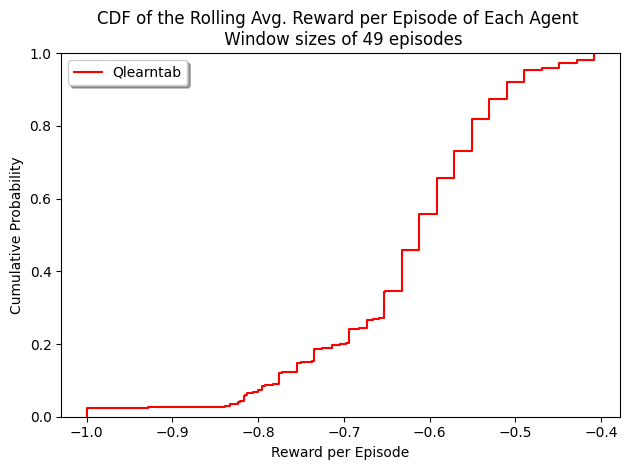 CDF of the Rolling Avg. Reward per Episode of Each Agent
Window sizes of 49 episodes
Qlearntab
1.0
0.8
0.6
0.4
0.2
0.0
Cumulative Probability
−1.0 −0.9 −0.8 −0.7 −0.6 −0.5 −0.4
Reward per Episode